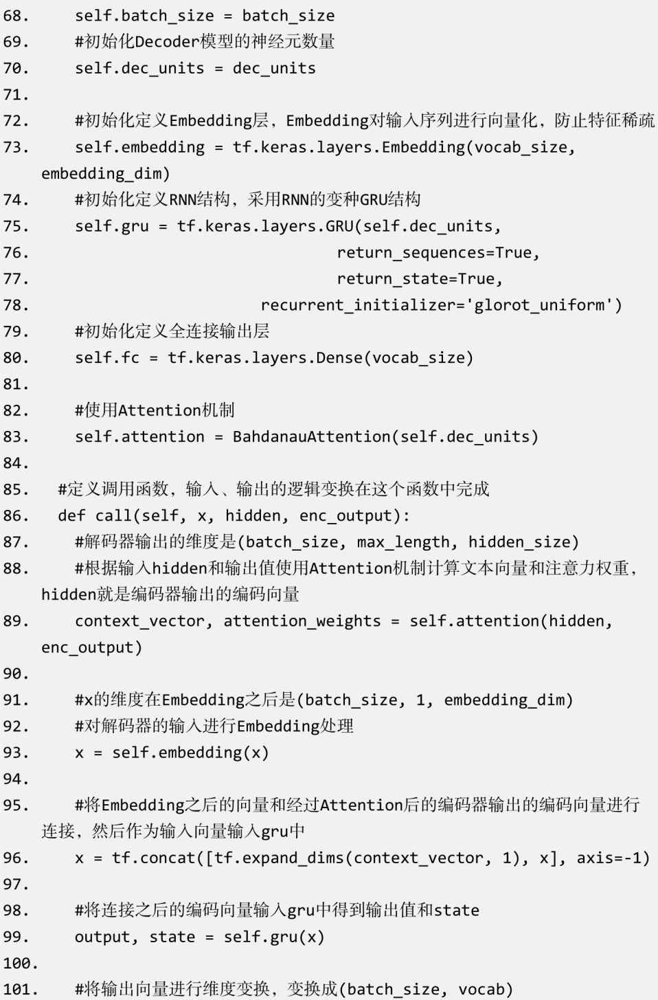 68.     self.batch_size = batch_size
69.     #初始化Decoder模型的神经元数量
70.     self.dec_units = dec_units
71.
72.     #初始化定义Embedding层，Embedding对输入序列进行向量化，防止特征稀疏
73.     self.embedding = tf.keras.layers.Embedding(vocab_size,
embedding_dim)
74.     #初始化定义RNN结构，采用RNN的变种GRU结构
75.     self.gru = tf.keras.layers.GRU(self.dec_units,
76.                                    return_sequences=True,
77.                                    return_state=True,
78.                          recurrent_initializer='glorot_uniform')
79.     #初始化定义全连接输出层
80.     self.fc = tf.keras.layers.Dense(vocab_size)
81.
82.     #使用Attention机制
83.     self.attention = BahdanauAttention(self.dec_units)
84.
85.   #定义调用函数，输入、输出的逻辑变换在这个函数中完成
86.   def call(self, x, hidden, enc_output):
87.     #解码器输出的维度是(batch_size, max_length, hidden_size)
88.     #根据输入hidden和输出值使用Attention机制计算文本向量和注意力权重，
hidden就是编码器输出的编码向量
89.     context_vector, attention_weights = self.attention(hidden,
enc_output)
90.
91.     #x的维度在Embedding之后是(batch_size, 1, embedding_dim)
92.     #对解码器的输入进行Embedding处理
93.     x = self.embedding(x)
94.
95.     #将Embedding之后的向量和经过Attention后的编码器输出的编码向量进行
连接，然后作为输入向量输入gru中
96.     x = tf.concat([tf.expand_dims(context_vector, 1), x], axis=-1)
97.
98.     #将连接之后的编码向量输入gru中得到输出值和state
99.     output, state = self.gru(x)
100.
101.    #将输出向量进行维度变换，变换成(batch_size, vocab)